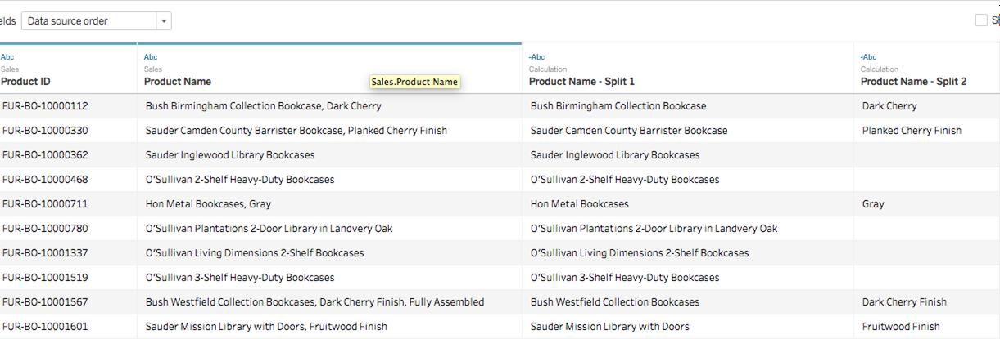 elds Data source order
Abc Abc =Abc =Abc
Sales Sales Calculation Calculation
Product ID Product Name Sales.Product Name Product Name - Split 1 Product Name - Split 2
FUR-BO-10000112 Bush Birmingham Collection Bookcase, Dark Cherry Bush Birmingham Collection Bookcase Dark Cherry
FUR-BO-10000330 Sauder Camden County Barrister Bookcase, Planked Cherry Finish Sauder Camden County Barrister Bookcase Planked Cherry Finish
FUR-BO-10000362 Sauder Inglewood Library Bookcases Sauder Inglewood Library Bookcases
FUR-BO-10000468 O'Sullivan 2-Shelf Heavy-Duty Bookcases O'Sullivan 2-Shelf Heavy-Duty Bookcases
FUR-BO-10000711 Hon Metal Bookcases, Gray Hon Metal Bookcases Gray
FUR-BO-10000780 O'Sullivan Plantations 2-Door Library in Landvery Oak O'Sullivan Plantations 2-Door Library in Landvery Oak
FUR-BO-10001337 O'Sullivan Living Dimensions 2-Shelf Bookcases O'Sullivan Living Dimensions 2-Shelf Bookcases
FUR-BO-10001519 O'Sullivan 3-Shelf Heavy-Duty Bookcases O'Sullivan 3-Shelf Heavy-Duty Bookcases
FUR-BO-10001567 Bush Westfield Collection Bookcases, Dark Cherry Finish, Fully Assembled Bush Westfield Collection Bookcases Dark Cherry Finish
FUR-BO-10001601 Sauder Mission Library with Doors, Fruitwood Finish Sauder Mission Library with Doors Fruitwood Finish